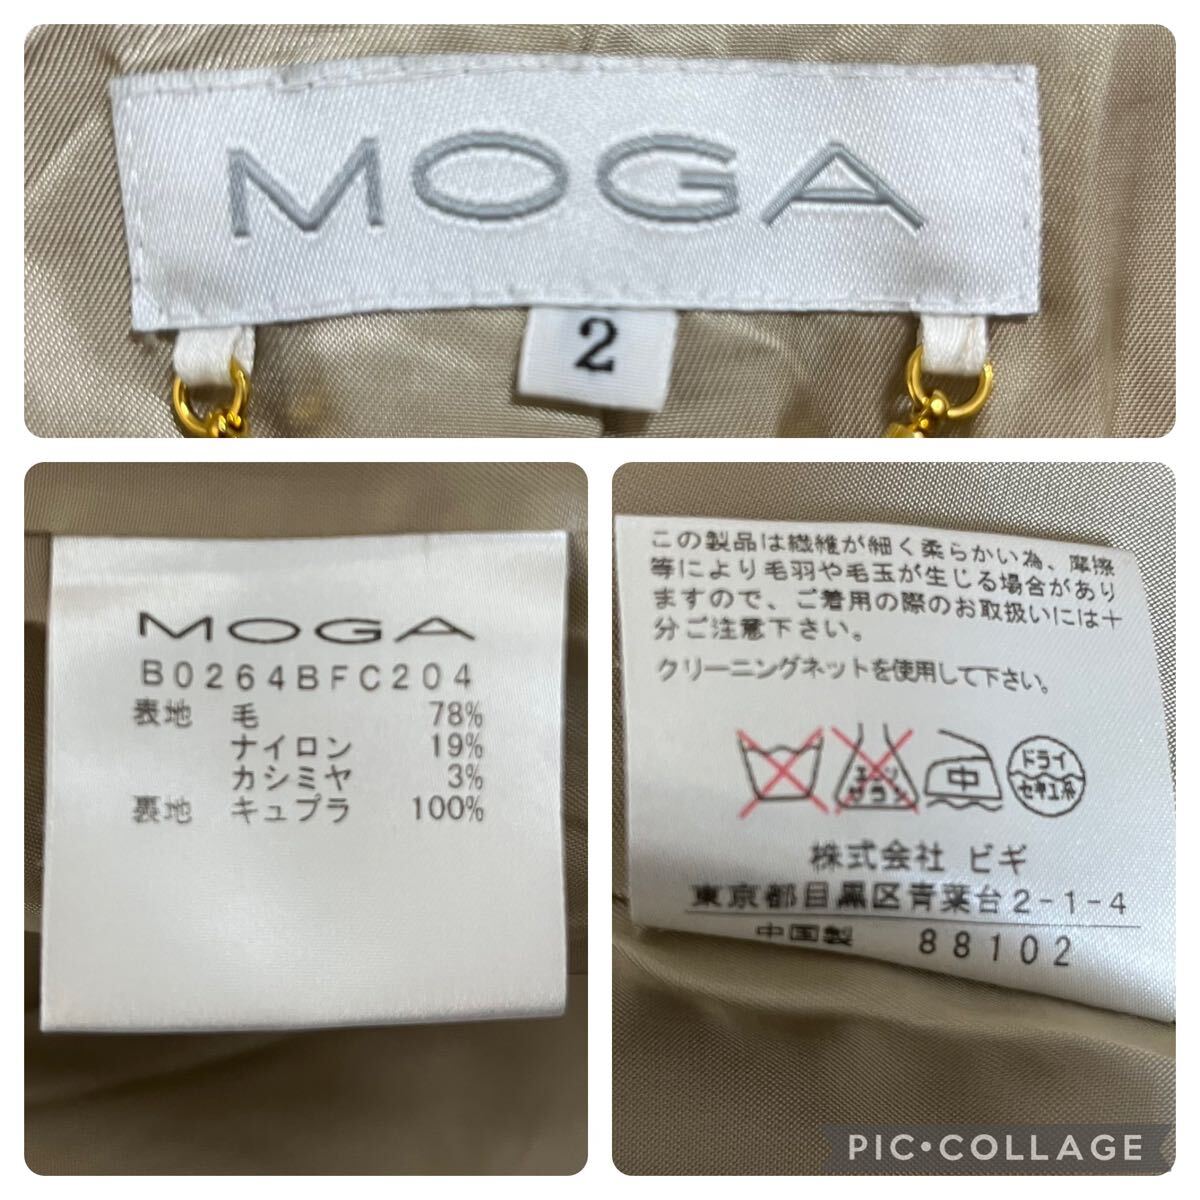 MOGA
2
MOGA
B0264BFC204
表地 毛 78%
ナイロン 19%
カシミヤ 3%
裏地 キュプラ 100%
この製品は繊維が細く柔らかい為、摩擦
等により毛羽や毛玉が生じる場合があり
ますので、ご着用の際のお取扱いには十
分ご注意下さい。
クリーニングネットを使用して下さい。
エンソ
サラシ
中
ドライ
セキユ系
株式会社 ビギ
東京都目黒区青葉台2-1-4
中国製 88102
PIC•COLLAGE